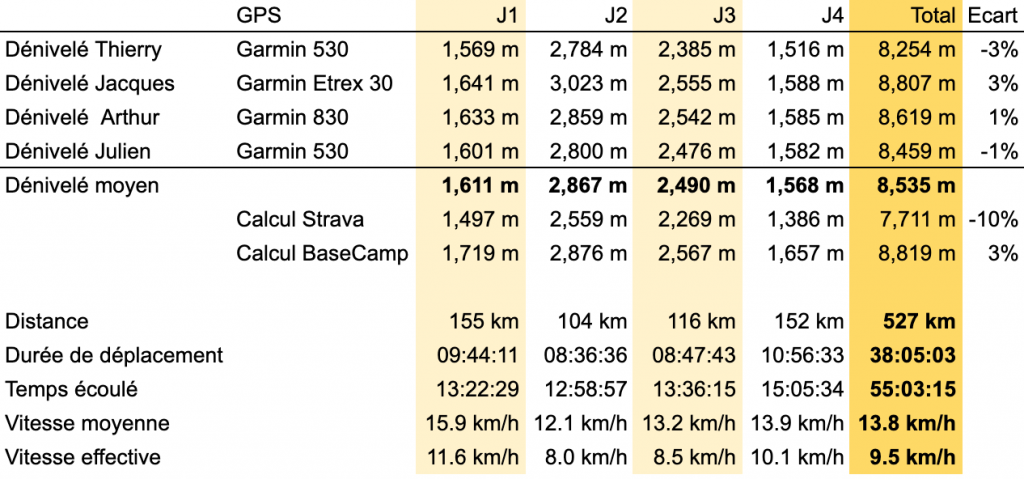 GPS J1 J2 J3 J4 Total Ecart
Dénivelé Thierry Garmin 530 1,569 m 2,784 m 2,385 m 1,516 m 8,254 m -3%
Dénivelé Jacques Garmin Etrex 30 1,641 m 3,023 m 2,555 m 1,588 m 8,807 m 3%
Dénivelé Arthur Garmin 830 1,633 m 2,859 m 2,542 m 1,585 m 8,619 m 1%
Dénivelé Julien Garmin 530 1,601 m 2,800 m 2,476 m 1,582 m 8,459 m -1%
Dénivelé moyen 1,611 m 2,867 m 2,490 m 1,568 m 8,535 m
Calcul Strava 1,497 m 2,559 m 2,269 m 1,386 m 7,711 m -10%
Calcul BaseCamp 1,719 m 2,876 m 2,567 m 1,657 m 8,819 m 3%
Distance 155 km 104 km 116 km 152 km 527 km
Durée de déplacement 09:44:11 08:36:36 08:47:43 10:56:33 38:05:03
Temps écoulé 13:22:29 12:58:57 13:36:15 15:05:34 55:03:15
Vitesse moyenne 15.9 km/h 12.1 km/h 13.2 km/h 13.9 km/h 13.8 km/h
Vitesse effective 11.6 km/h 8.0 km/h 8.5 km/h 10.1 km/h 9.5 km/h